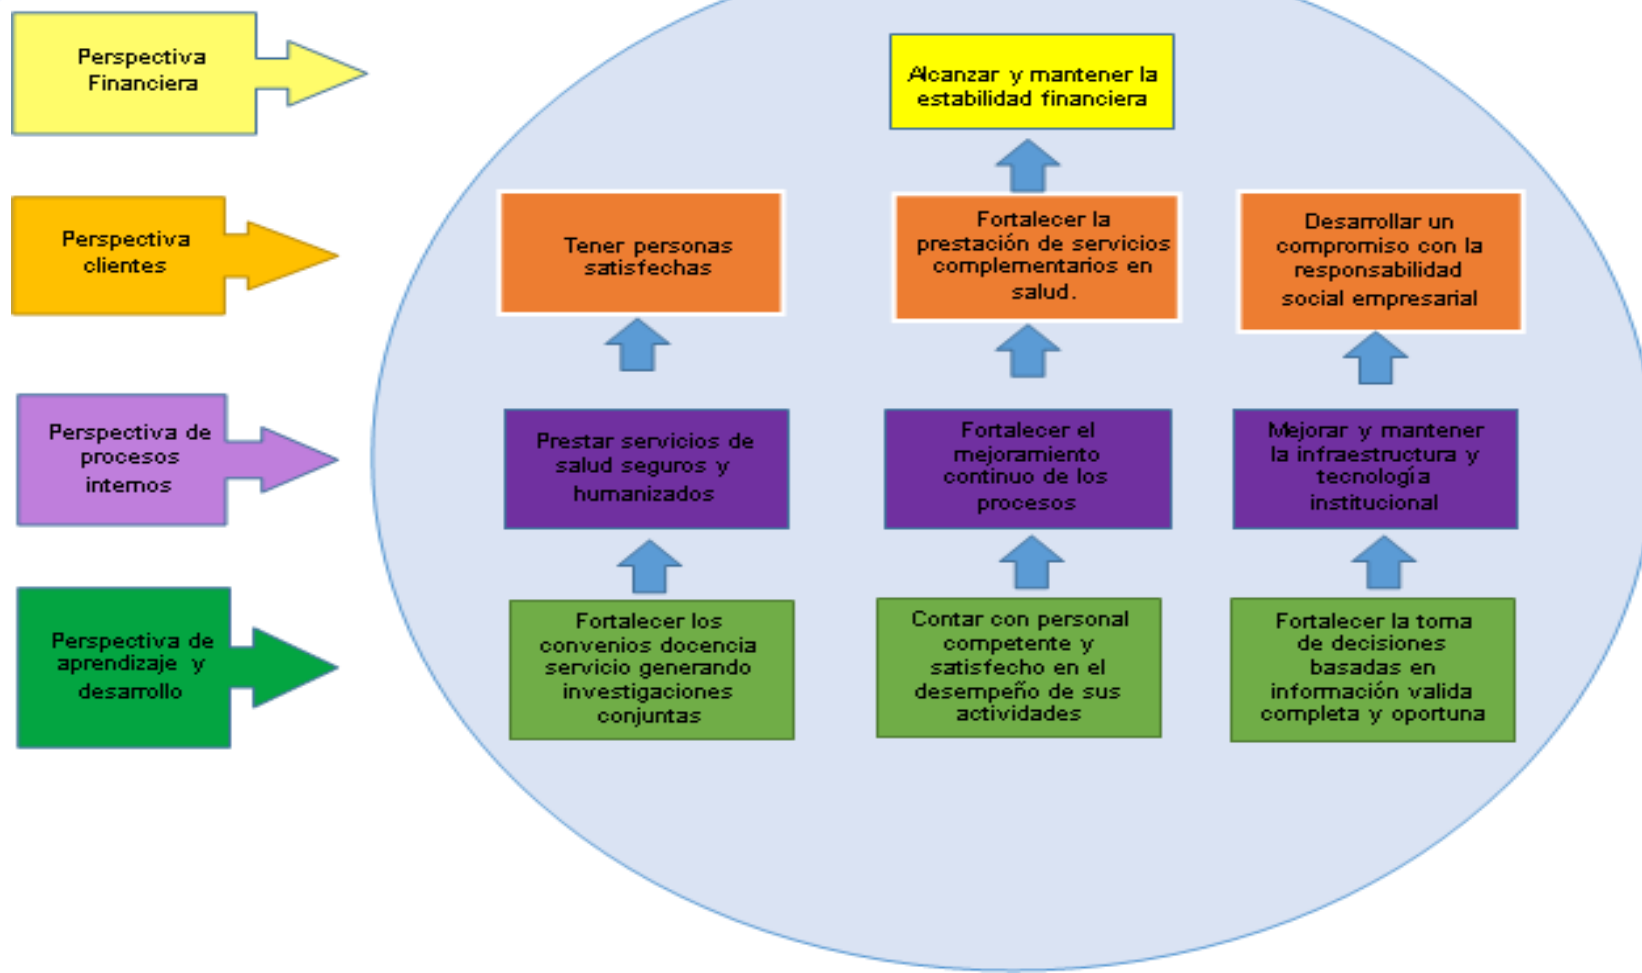 Perspectiva
Financiera
Alcanzar y mantener la
estabilidad financiera
Perspectiva
clientes
Tener personas
satisfechas
Fortalecer la
prestación de servicios
complementarios en
salud.
Desarrollar un
compromiso con la
responsabilidad
social empresarial
Perspectiva de
procesos
internos
Prestar servicios de
salud seguros y
humanizados
Fortalecer el
mejoramiento
continuo de los
procesos
Mejorar y mantener
la infraestructura y
tecnología
institucional
Perspectiva de
aprendizaje y
desarrollo
Fortalecer los
convenios docencia
servicio generando
investigaciones
conjuntas
Contar con personal
competente y
satisfecho en el
desempeño de sus
actividades
Fortalecer la toma
de decisiones
basadas en
información valida
completa y oportuna